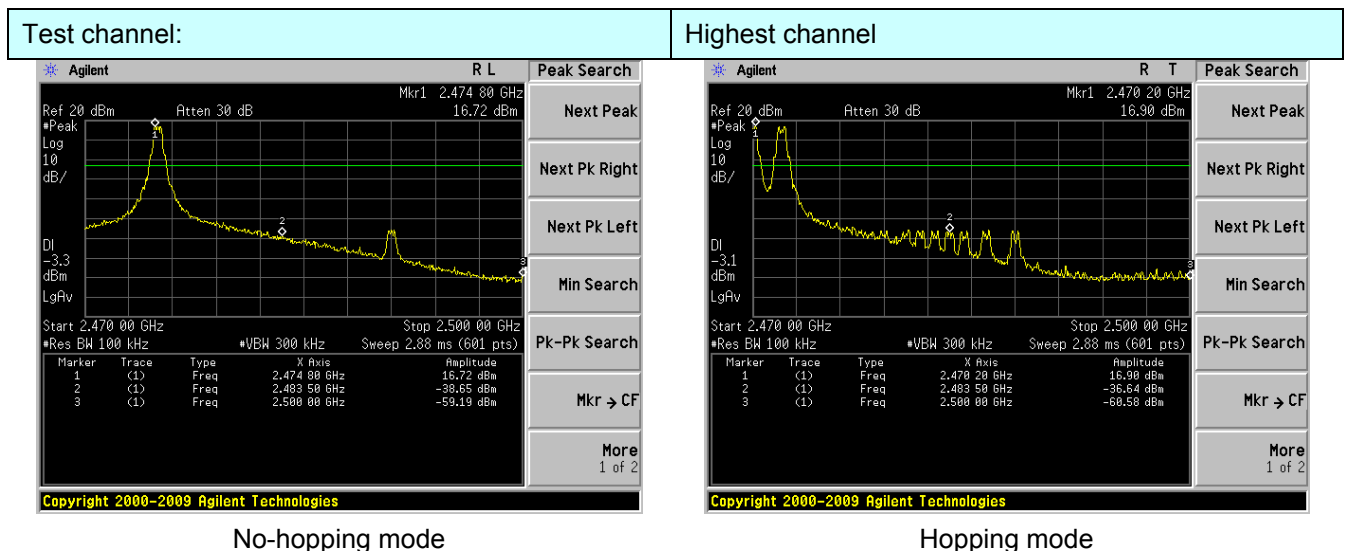 Test channel: Highest channel
Agilent R L Peak Search
Mkr1 2.474 80 GHz
Ref 20 dBm Atten 30 dB 16.72 dBm
#Peak
Log
10
dB/
1
2
3
DI
-3.3
dBm
LgAv
Start 2.470 00 GHz Stop 2.500 00 GHz
#Res BW 100 kHz #VBW 300 kHz Sweep 2.88 ms (601 pts)
Marker Trace Type X Axis Amplitude
1 (1) Freq 2.474 80 GHz 16.72 dBm
2 (1) Freq 2.483 50 GHz -38.65 dBm
3 (1) Freq 2.500 00 GHz -59.19 dBm
Next Peak
Next Pk Right
Next Pk Left
Min Search
Pk-Pk Search
Mkr → CF
More
1 of 2
Copyright 2000-2009 Agilent Technologies
No-hopping mode
Agilent R T Peak Search
Mkr1 2.470 20 GHz
Ref 20 dBm Atten 30 dB 16.90 dBm
#Peak
Log
10
dB/
1
2
3
DI
-3.1
dBm
LgAv
Start 2.470 00 GHz Stop 2.500 00 GHz
#Res BW 100 kHz #VBW 300 kHz Sweep 2.88 ms (601 pts)
Marker Trace Type X Axis Amplitude
1 (1) Freq 2.470 20 GHz 16.90 dBm
2 (1) Freq 2.483 50 GHz -36.64 dBm
3 (1) Freq 2.500 00 GHz -60.58 dBm
Next Peak
Next Pk Right
Next Pk Left
Min Search
Pk-Pk Search
Mkr → CF
More
1 of 2
Copyright 2000-2009 Agilent Technologies
Hopping mode